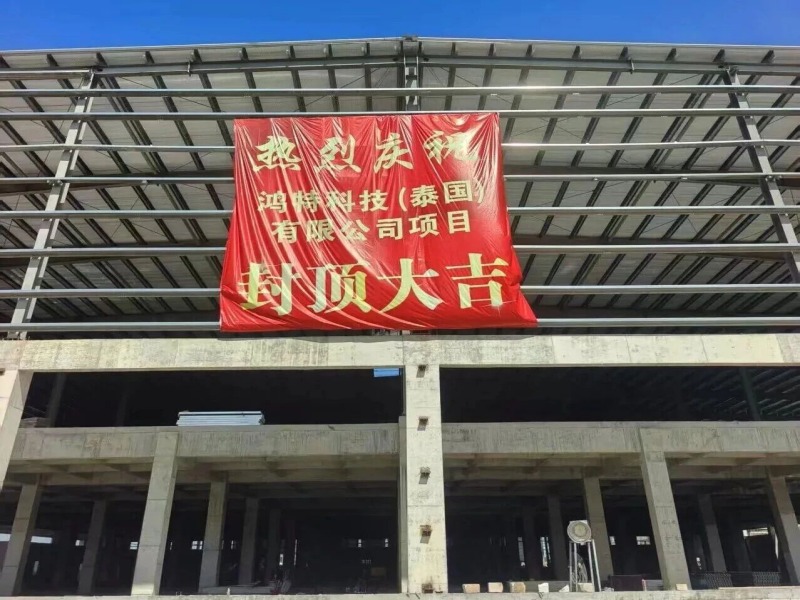 热烈庆祝
鸿特科技(泰国)
有限公司项目
封顶大吉